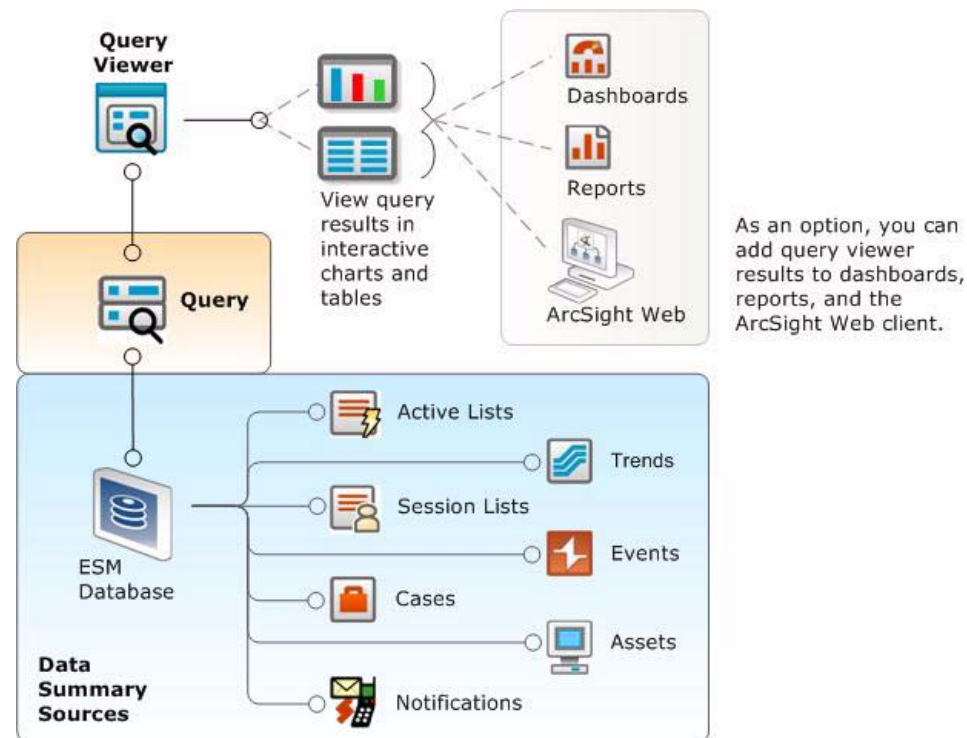 Query
Viewer
View query
results in
interactive
charts and
tables
Dashboards
Reports
ArcSight Web
As an option, you can
add query viewer
results to dashboards,
reports, and the
ArcSight Web client.
Query
ESM
Database
Active Lists
Trends
Session Lists
Events
Cases
Assets
Notifications
Data
Summary
Sources